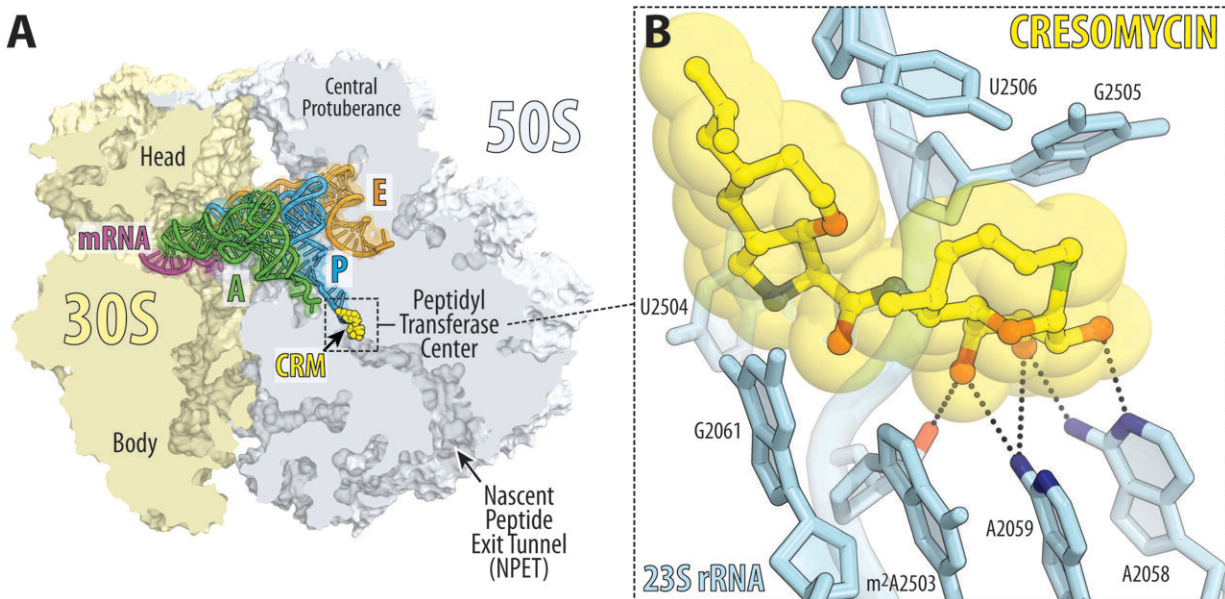 A
Central
Protuberance
50S
Head
E
mRNA
A
P
30S
Peptidyl
Transferase
Center
CRM
Body
Nascent
Peptide
Exit Tunnel
(NPET)
B
CRESOMYCIN
U2506
G2505
U2504
G2061
A2059
A2058
m²A2503
23S rRNA